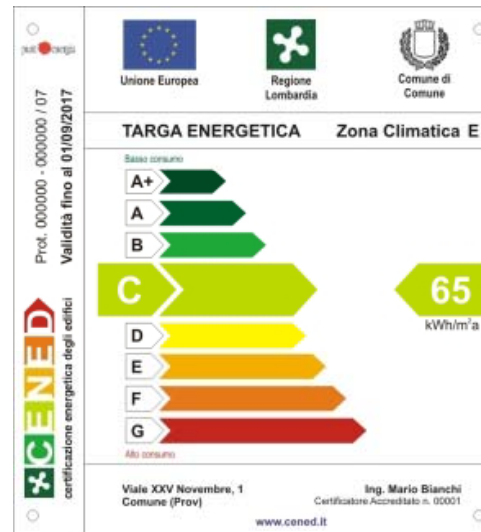 punti energia
Prot. 000000 - 000000 / 07
Validità fino al 01/09/2017
CENED
certificazione energetica degli edifici
Unione Europea
Regione
Lombardia
Comune di
Comune
TARGA ENERGETICA Zona Climatica E
Basso consumo
A+
A
B
C 65
kWh/m²a
D
E
F
G
Alto consumo
Viale XXV Novembre, 1
Comune (Prov)
Ing. Mario Bianchi
Certificatore Accreditato n. 00001
www.cened.it